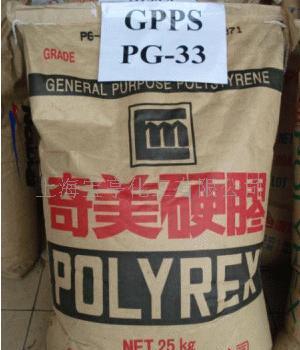 GPPS
PG-33
GRADE
GENERAL PURPOSE POLYSTYRENE
m
奇美硬膠
POLYREX
NET 25 kg